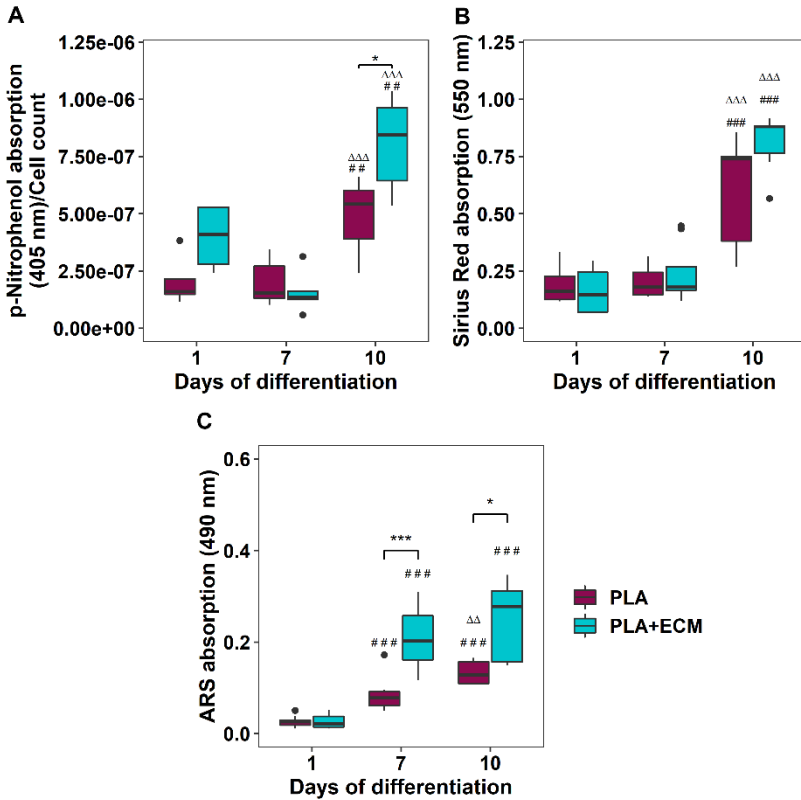 A
p-Nitrophenol absorption
(405 nm)/Cell count
1.25e-06
1.00e-06
7.50e-07
5.00e-07
2.50e-07
0.00e+00
*
ΔΔΔ
##
ΔΔΔ
##
1 7 10
Days of differentiation
B
Sirius Red absorption (550 nm)
1.25
1.00
0.75
0.50
0.25
0.00
ΔΔΔ
###
ΔΔΔ
###
1 7 10
Days of differentiation
C
ARS absorption (490 nm)
0.6
0.4
0.2
0.0
***
###
###
*
###
ΔΔ
###
1 7 10
Days of differentiation
PLA
PLA+ECM